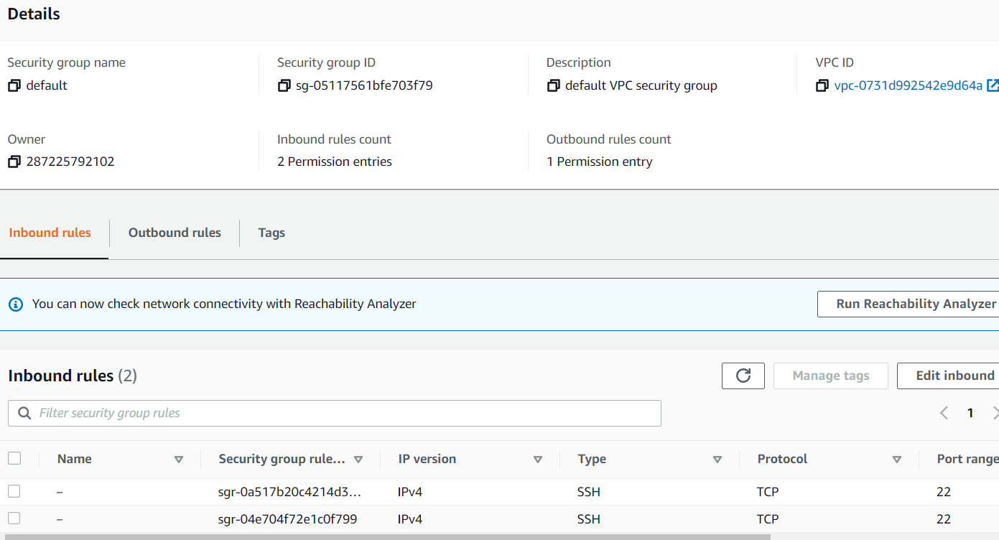 Details
Security group name
default
Security group ID
sg-05117561bfe703f79
Description
default VPC security group
VPC ID
vpc-0731d992542e9d64a
Owner
287225792102
Inbound rules count
2 Permission entries
Outbound rules count
1 Permission entry
Inbound rules Outbound rules Tags
You can now check network connectivity with Reachability Analyzer Run Reachability Analyzer
Inbound rules (2) Manage tags Edit inbound
Filter security group rules 1
Name Security group rule... IP version Type Protocol Port range
– sgr-0a517b20c4214d3... IPv4 SSH TCP 22
– sgr-04e704f72e1c0f799 IPv4 SSH TCP 22